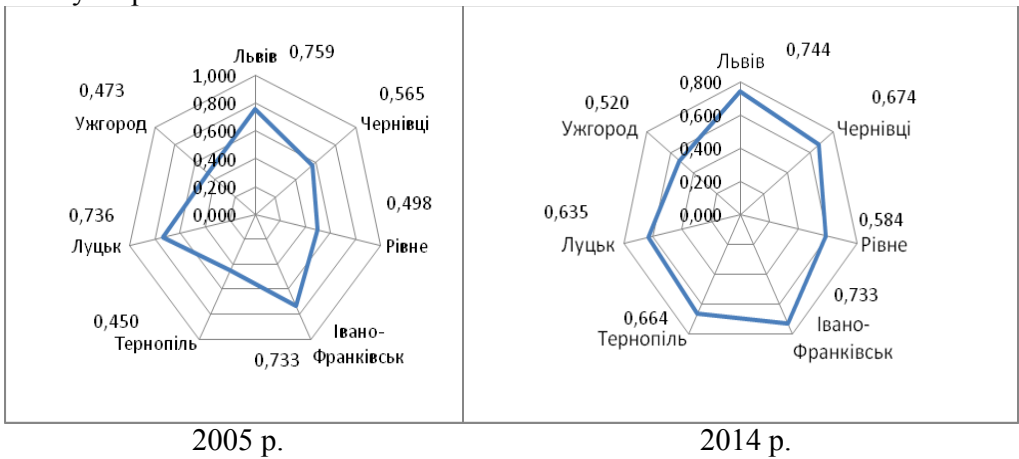 Львів 0,759
1,000
0,800
0,600
0,400
0,200
0,000
0,565
Чернівці
0,498
Рівне
Івано-
Франківськ
0,733
0,450
Тернопіль
0,736
Луцьк
0,473
Ужгород
2005 р.
Львів 0,744
0,800
0,600
0,400
0,200
0,000
0,674
Чернівці
0,584
Рівне
0,733
Івано-
Франківськ
0,664
Тернопіль
0,635
Луцьк
0,520
Ужгород
2014 р.